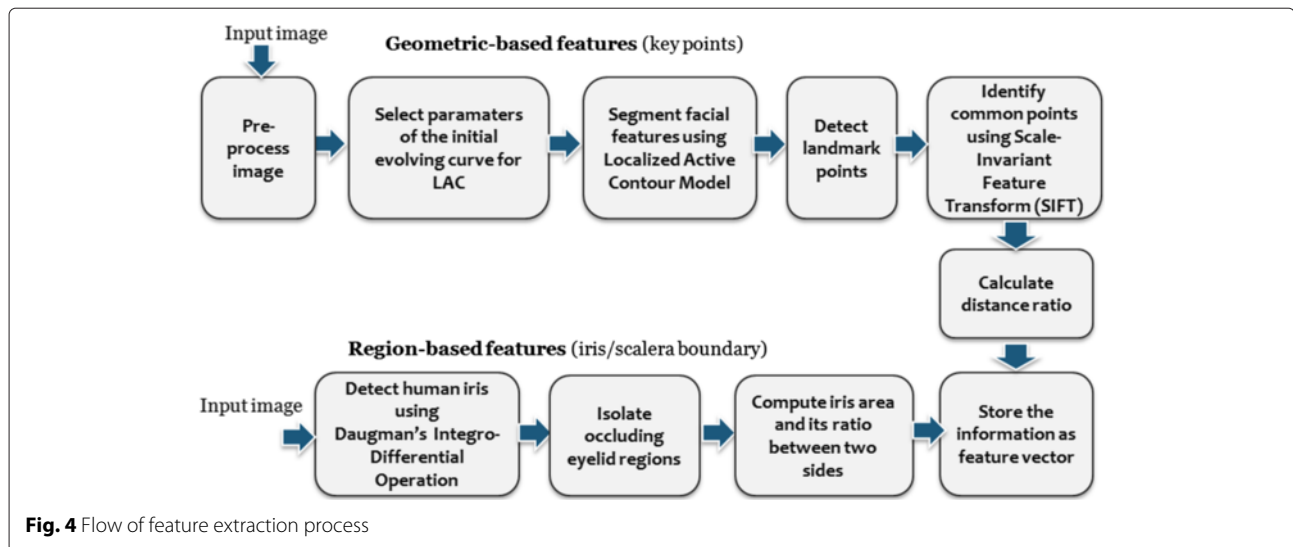 Input image
Geometric-based features (key points)
Pre-
process
image
Select paramaters
of the initial
evolving curve for
LAC
Segment facial
features using
Localized Active
Contour Model
Detect
landmark
points
Identify
common points
using Scale-
Invariant
Feature
Transform (SIFT)
Calculate
distance ratio
Region-based features (iris/scalera boundary)
Input image
Detect human iris
using
Daugman's Integro-
Differential
Operation
Isolate
occluding
eyelid regions
Compute iris area
and its ratio
between two
sides
Store the
information as
feature vector
Fig. 4 Flow of feature extraction process